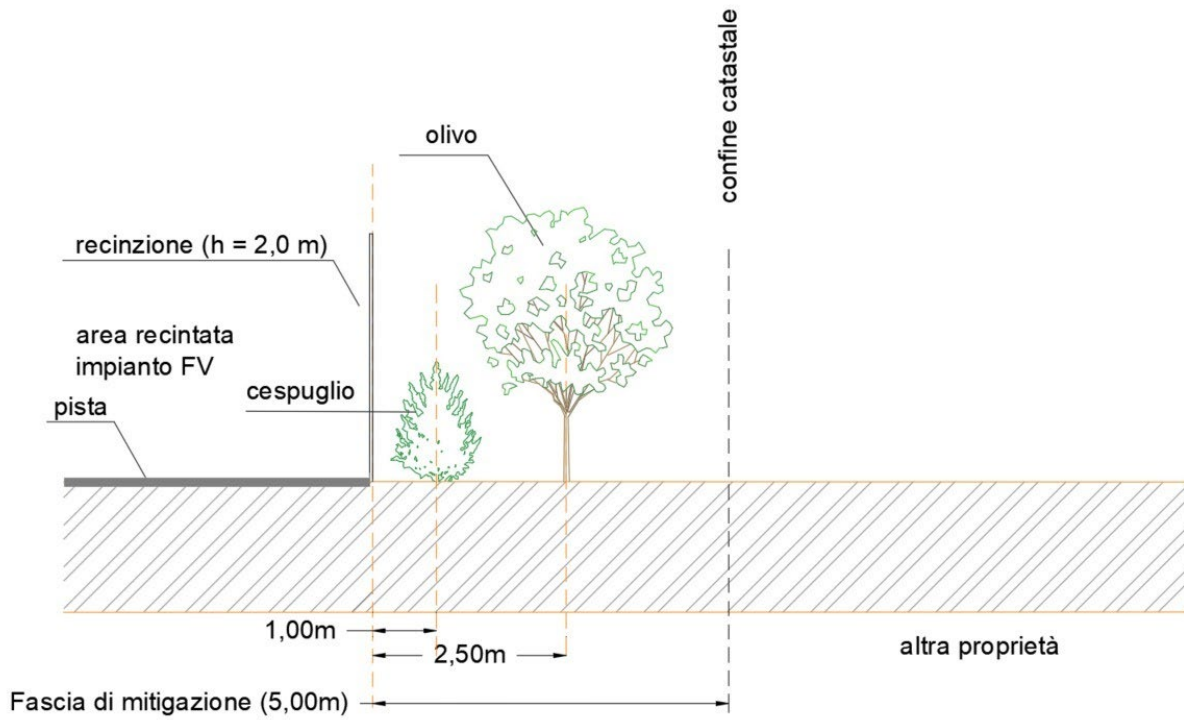 confine catastale
olivo
recinzione (h = 2,0 m)
area recintata
impianto FV
cespuglio
pista
1,00m
2,50m
altra proprietà
Fascia di mitigazione (5,00m)